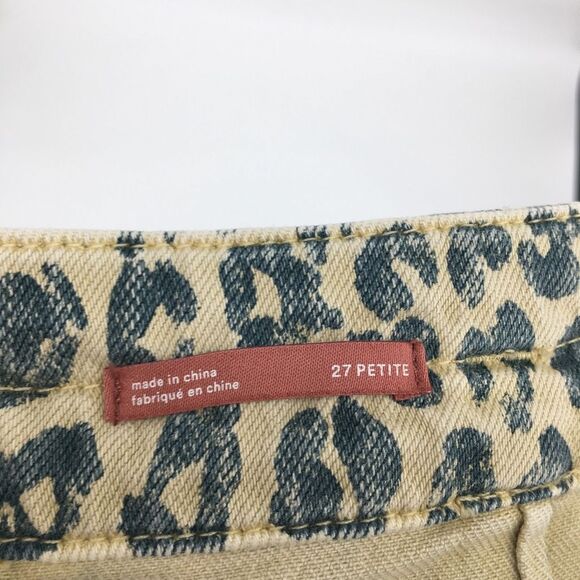 made in china
fabriqué en chine
27 PETITE